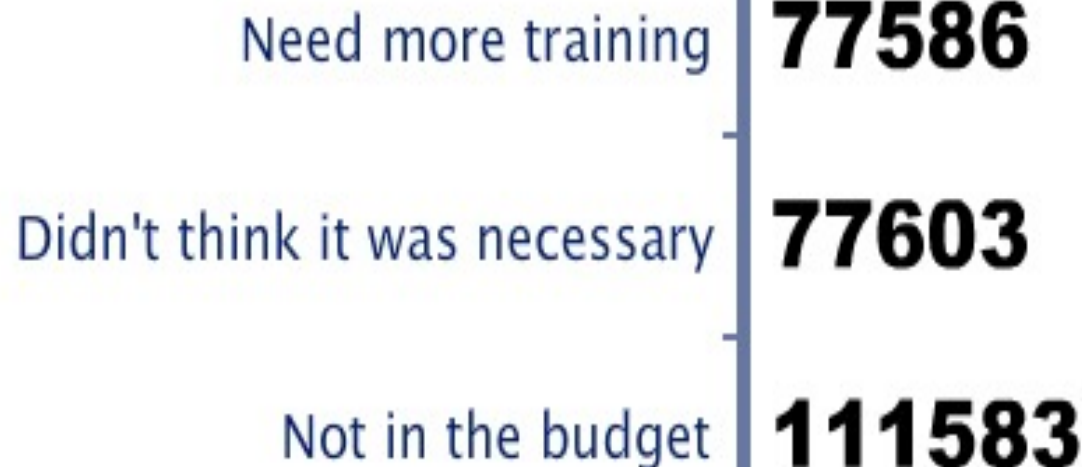 Need more training 77586
Didn't think it was necessary 77603
Not in the budget 111583